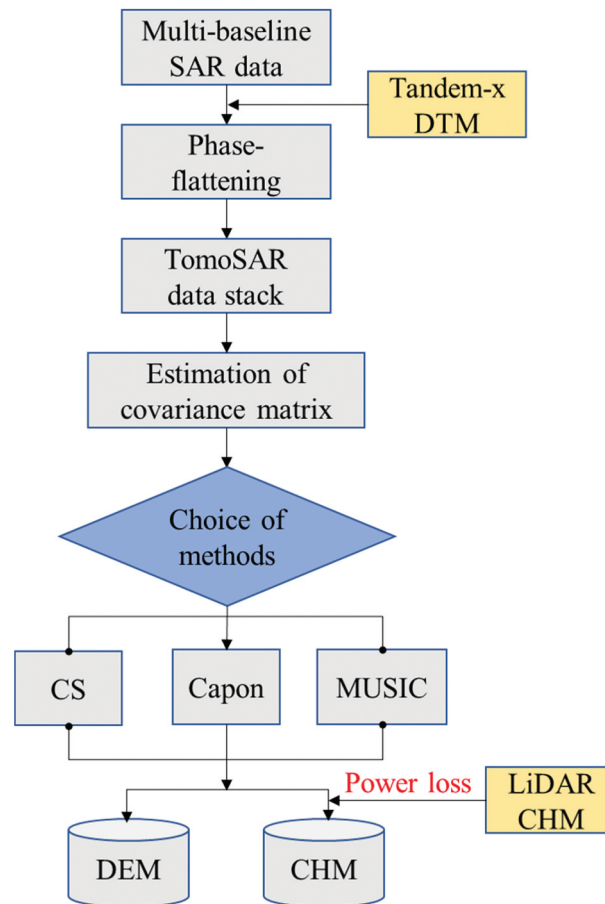 Multi-baseline
SAR data
Tandem-x
DTM
Phase-
flattening
TomoSAR
data stack
Estimation of
covariance matrix
Choice of
methods
CS
Capon
MUSIC
Power loss
LiDAR
CHM
DEM
CHM